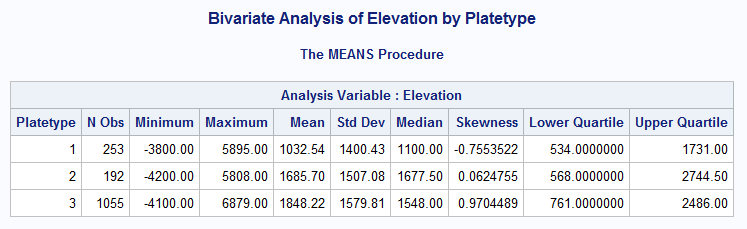 Bivariate Analysis of Elevation by Platetype
The MEANS Procedure
Analysis Variable : Elevation
Platetype N Obs Minimum Maximum Mean Std Dev Median Skewness Lower Quartile Upper Quartile
1 253 -3800.00 5895.00 1032.54 1400.43 1100.00 -0.7553522 534.0000000 1731.00
2 192 -4200.00 5808.00 1685.70 1507.08 1677.50 0.0624755 568.0000000 2744.50
3 1055 -4100.00 6879.00 1848.22 1579.81 1548.00 0.9704489 761.0000000 2486.00